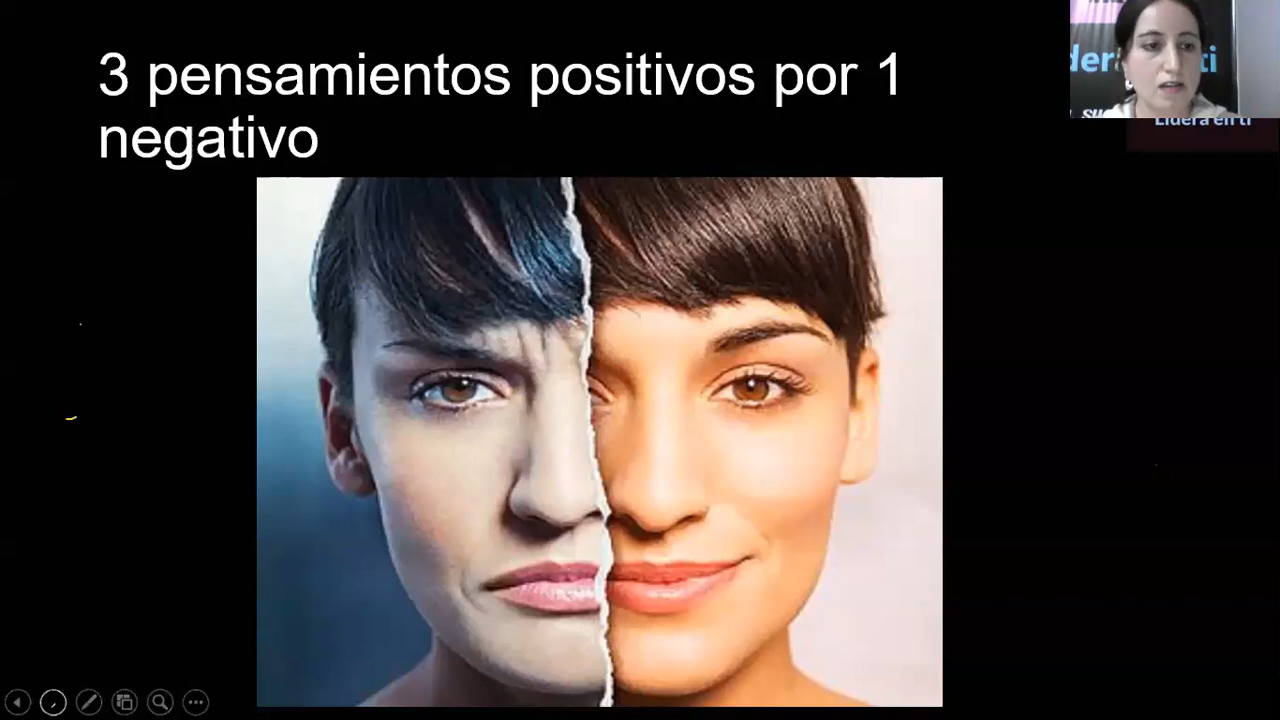 3 pensamientos positivos por 1
negativo
Lidera en ti